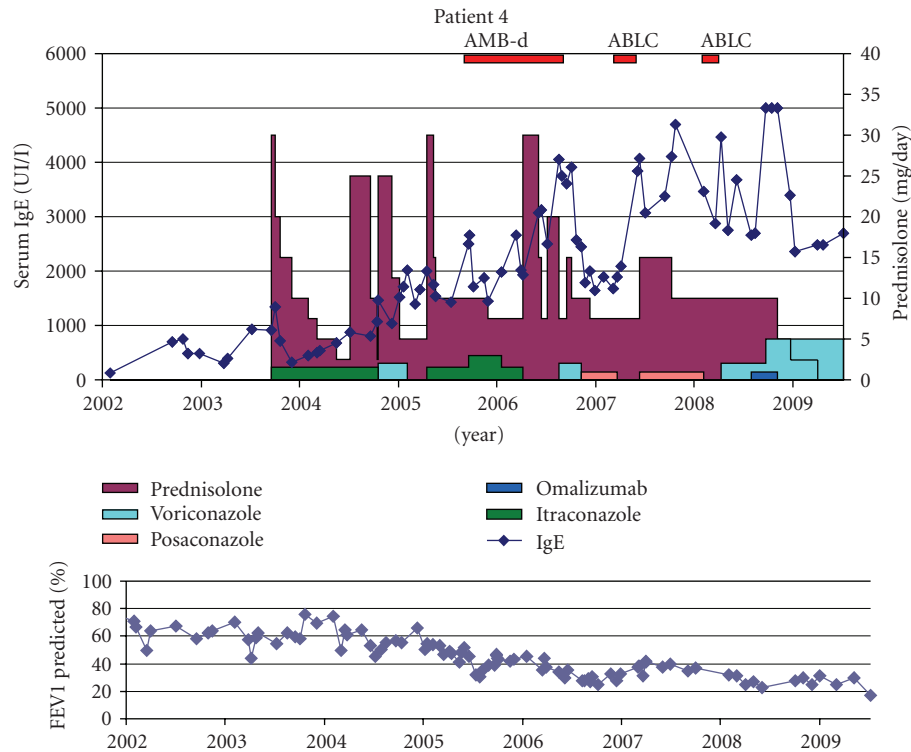 Patient 4
AMB-d ABLC ABLC
6000 40
5000 35
30
4000 25
3000 20
2000 15
10
1000 5
0 0
Serum IgE (UI/l)
Prednisolone (mg/day)
2002 2003 2004 2005 2006 2007 2008 2009
(year)
Prednisolone Omalizumab
Voriconazole Itraconazole
Posaconazole IgE
FEV1 predicted (%)
100
80
60
40
20
2002 2003 2004 2005 2006 2007 2008 2009